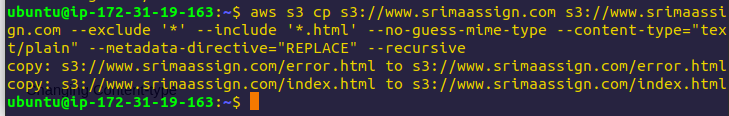 ubuntu@ip-172-31-19-163:~$ aws s3 cp s3://www.srimaassign.com s3://www.srimaassi
gn.com --exclude '*' --include '*.html' --no-guess-mime-type --content-type="tex
t/plain" --metadata-directive="REPLACE" --recursive
copy: s3://www.srimaassign.com/error.html to s3://www.srimaassign.com/error.html
copy: s3://www.srimaassign.com/index.html to s3://www.srimaassign.com/index.html
ubuntu@ip-172-31-19-163:~$